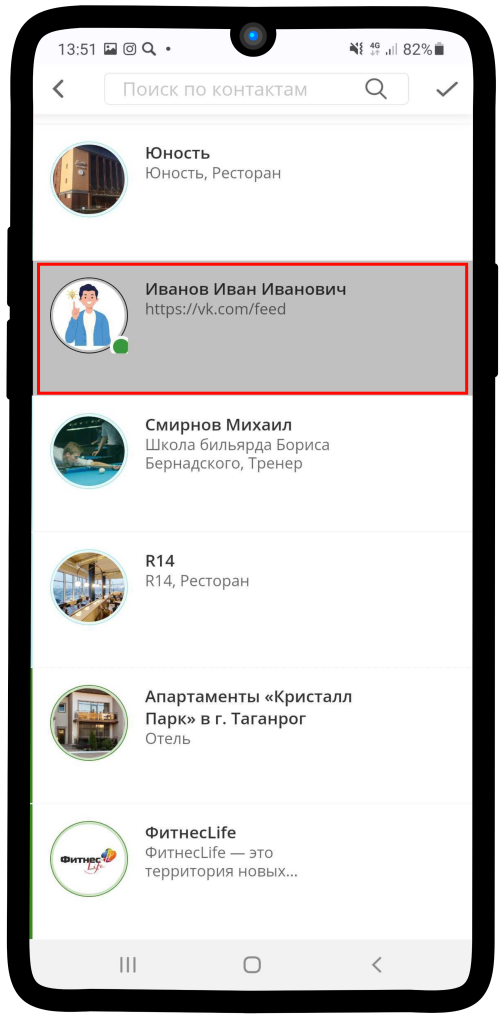 13:51
4G 82%
Поиск по контактам
Юность
Юность, Ресторан
Иванов Иван Иванович
https://vk.com/feed
Смирнов Михаил
Школа бильярда Бориса
Бернадского, Тренер
R14
R14, Ресторан
Апартаменты «Кристалл
Парк» в г. Таганрог
Отель
ФитнесLife
Фитнес
Life
ФитнесLife — это
территория новых...